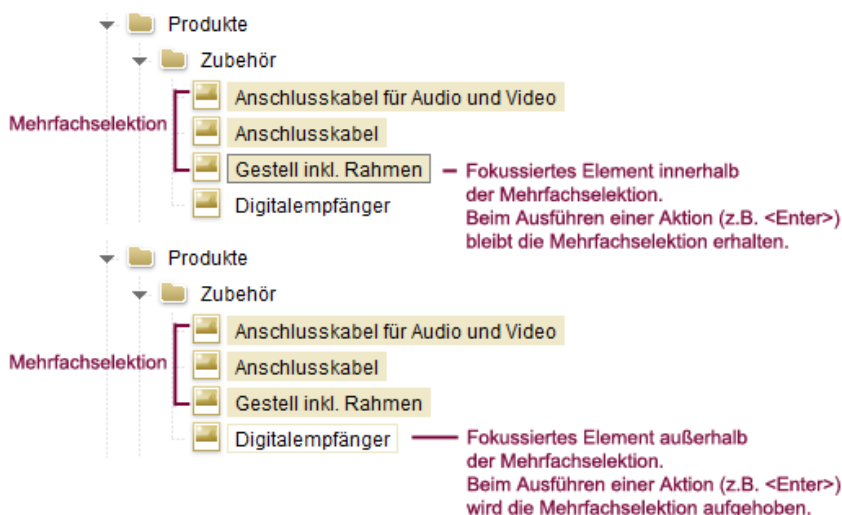 Produkte
Zubehör
Anschlusskabel für Audio und Video
Mehrfachselektion
Anschlusskabel
Gestell inkl. Rahmen
Fokussiertes Element innerhalb
der Mehrfachselektion.
Beim Ausführen einer Aktion (z.B. <Enter>)
bleibt die Mehrfachselektion erhalten.
Digitalempfänger
Produkte
Zubehör
Anschlusskabel für Audio und Video
Mehrfachselektion
Anschlusskabel
Gestell inkl. Rahmen
Digitalempfänger
Fokussiertes Element außerhalb
der Mehrfachselektion.
Beim Ausführen einer Aktion (z.B. <Enter>)
wird die Mehrfachselektion aufgehoben.